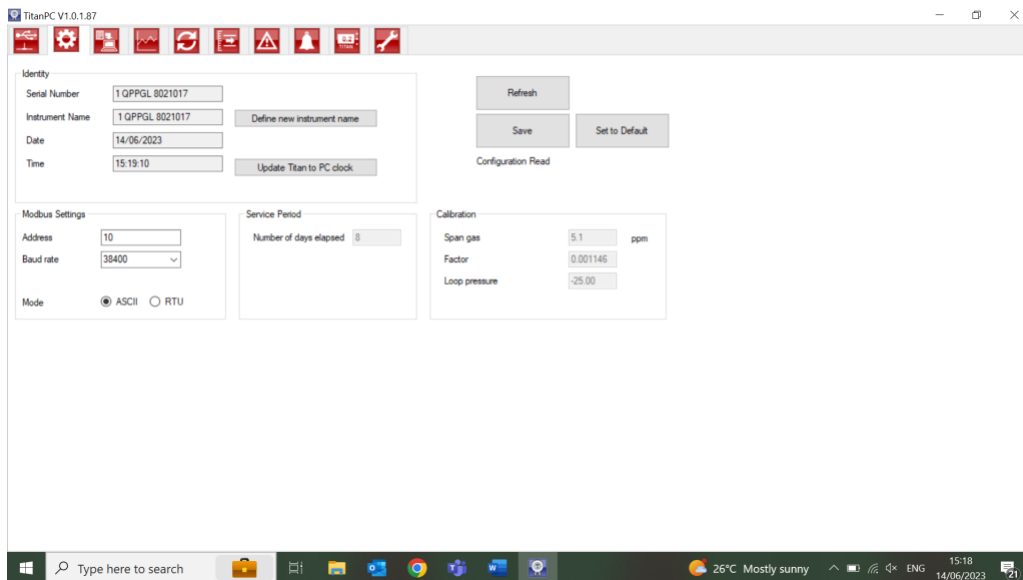 TitanPC V1.0.1.87
0.2
TITAN
Identity
Serial Number 1 QPPGL 8021017
Instrument Name 1 QPPGL 8021017 Define new instrument name
Date 14/06/2023
Time 15:19:10 Update Titan to PC clock
Refresh
Save Set to Default
Configuration Read
Modbus Settings
Address 10
Baud rate 38400
Mode ASCII RTU
Service Period
Number of days elapsed 8
Calibration
Span gas 5.1 ppm
Factor 0.001146
Loop pressure -25.00
Type here to search
26°C Mostly sunny
ENG
15:18
14/06/2023
21